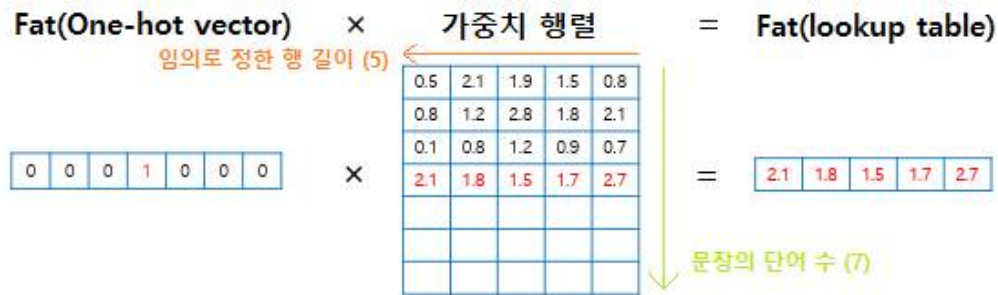 Fat(One-hot vector) × 가중치 행렬 = Fat(lookup table)
임의로 정한 행 길이 (5)
0.5 2.1 1.9 1.5 0.8
0.8 1.2 2.8 1.8 2.1
0.1 0.8 1.2 0.9 0.7
0 0 0 1 0 0 0 × 2.1 1.8 1.5 1.7 2.7 = 2.1 1.8 1.5 1.7 2.7
문장의 단어 수 (7)